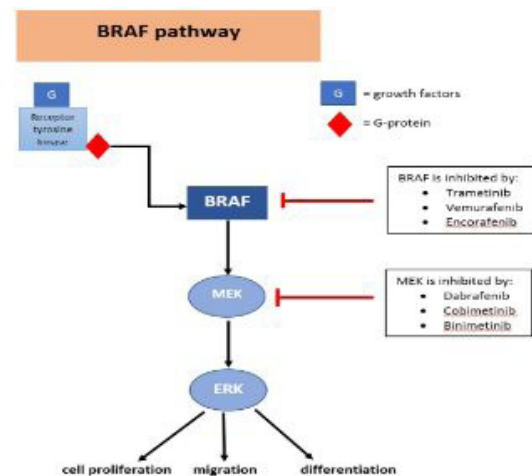 BRAF pathway
G
Receptor
tyrosine
kinase
G = growth factors
= G-protein
BRAF
BRAF is inhibited by:
• Trametinib
• Vemurafenib
• Encorafenib
MEK
MEK is inhibited by:
• Dabrafenib
• Cobimetinib
• Binimetinib
ERK
cell proliferation migration differentiation